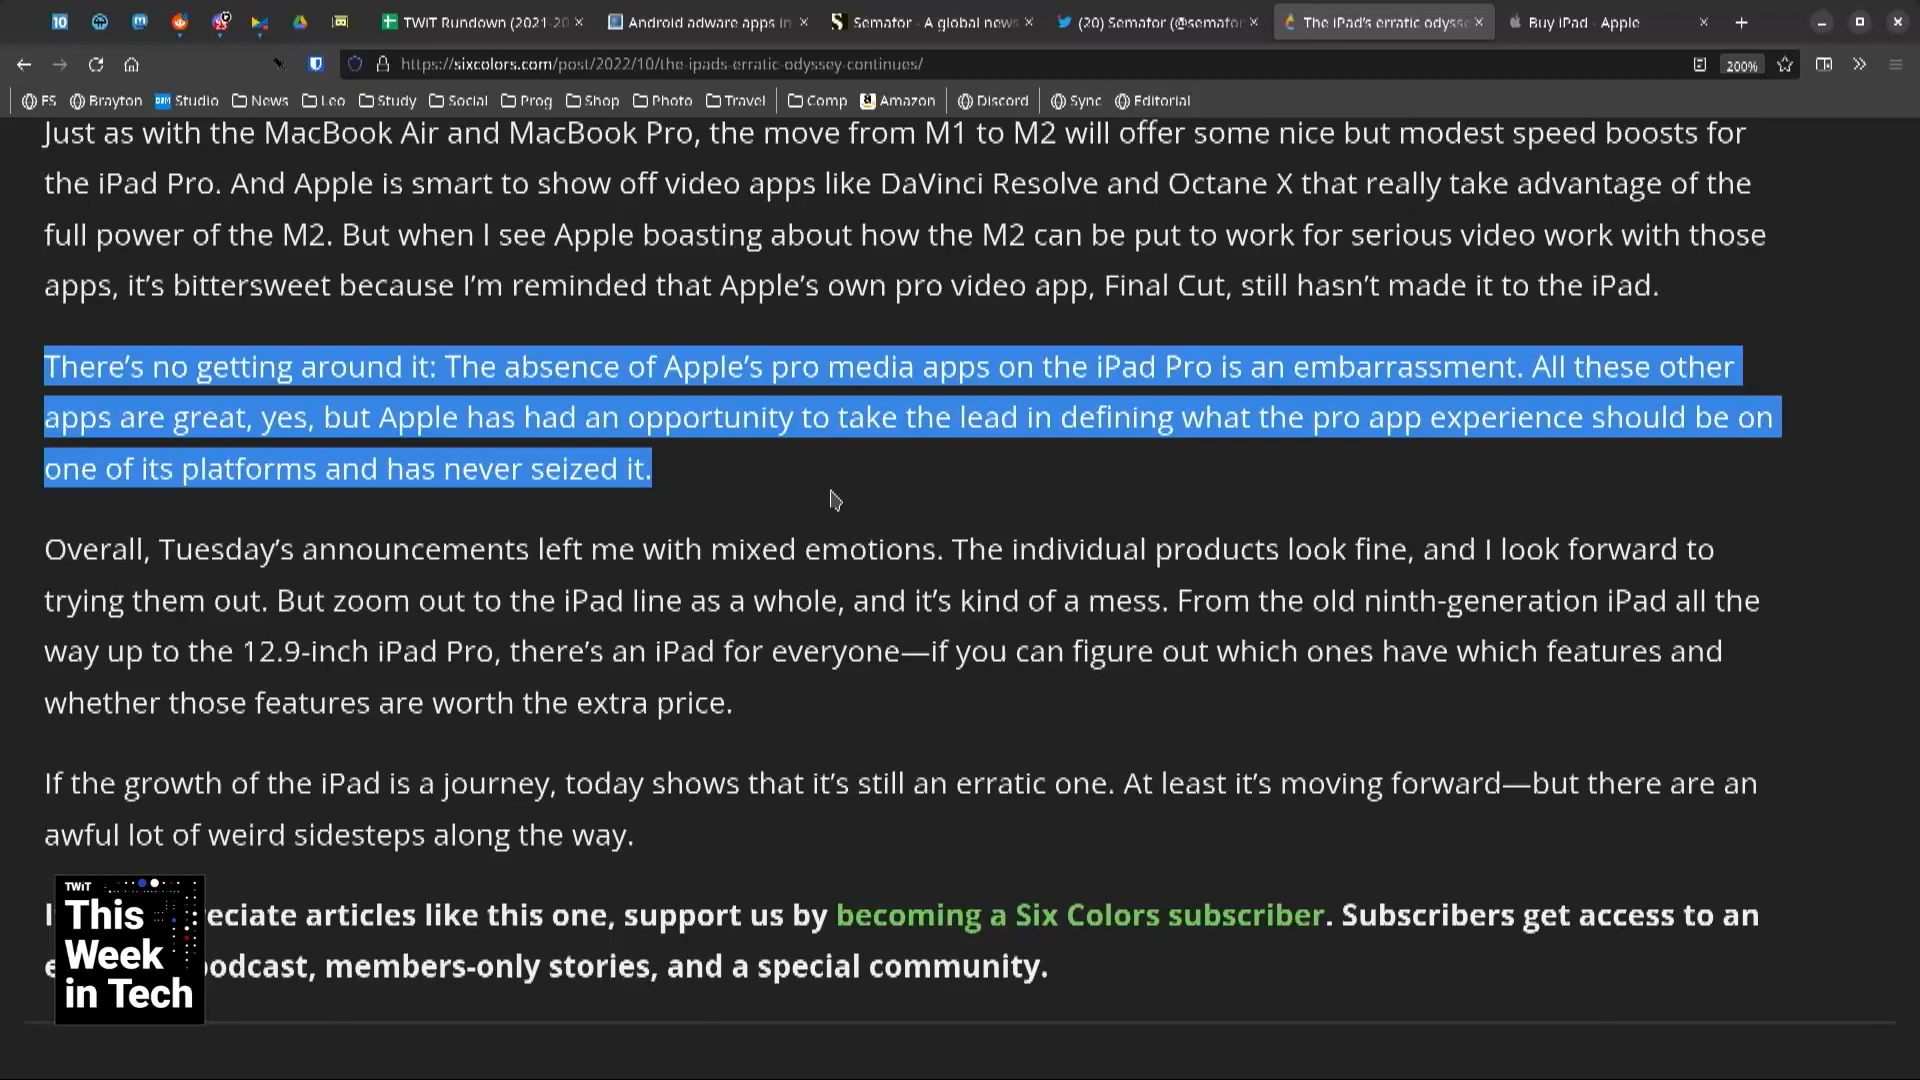 10
TWiT Rundown (2021-20
Android adware apps in
Semafor - A global news
(20) Semafor (@semafor
The iPad's erratic odysse
Buy iPad - Apple
https://sixcolors.com/post/2022/10/the-ipads-erratic-odyssey-continues/
200%
FS
Brayton
Studio
News
Leo
Study
Social
Prog
Shop
Photo
Travel
Comp
Amazon
Discord
Sync
Editorial
Just as with the MacBook Air and MacBook Pro, the move from M1 to M2 will offer some nice but modest speed boosts for
the iPad Pro. And Apple is smart to show off video apps like DaVinci Resolve and Octane X that really take advantage of the
full power of the M2. But when I see Apple boasting about how the M2 can be put to work for serious video work with those
apps, it’s bittersweet because I’m reminded that Apple’s own pro video app, Final Cut, still hasn’t made it to the iPad.
There’s no getting around it: The absence of Apple’s pro media apps on the iPad Pro is an embarrassment. All these other
apps are great, yes, but Apple has had an opportunity to take the lead in defining what the pro app experience should be on
one of its platforms and has never seized it.
Overall, Tuesday’s announcements left me with mixed emotions. The individual products look fine, and I look forward to
trying them out. But zoom out to the iPad line as a whole, and it’s kind of a mess. From the old ninth-generation iPad all the
way up to the 12.9-inch iPad Pro, there’s an iPad for everyone—if you can figure out which ones have which features and
whether those features are worth the extra price.
If the growth of the iPad is a journey, today shows that it’s still an erratic one. At least it’s moving forward—but there are an
awful lot of weird sidesteps along the way.
eciate articles like this one, support us by becoming a Six Colors subscriber. Subscribers get access to an
odcast, members-only stories, and a special community.
TWiT
This
Week
in Tech